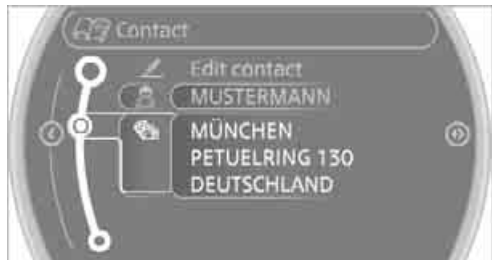 Contact
Edit contact
MUSTERMANN
MÜNCHEN
PETUELRING 130
DEUTSCHLAND